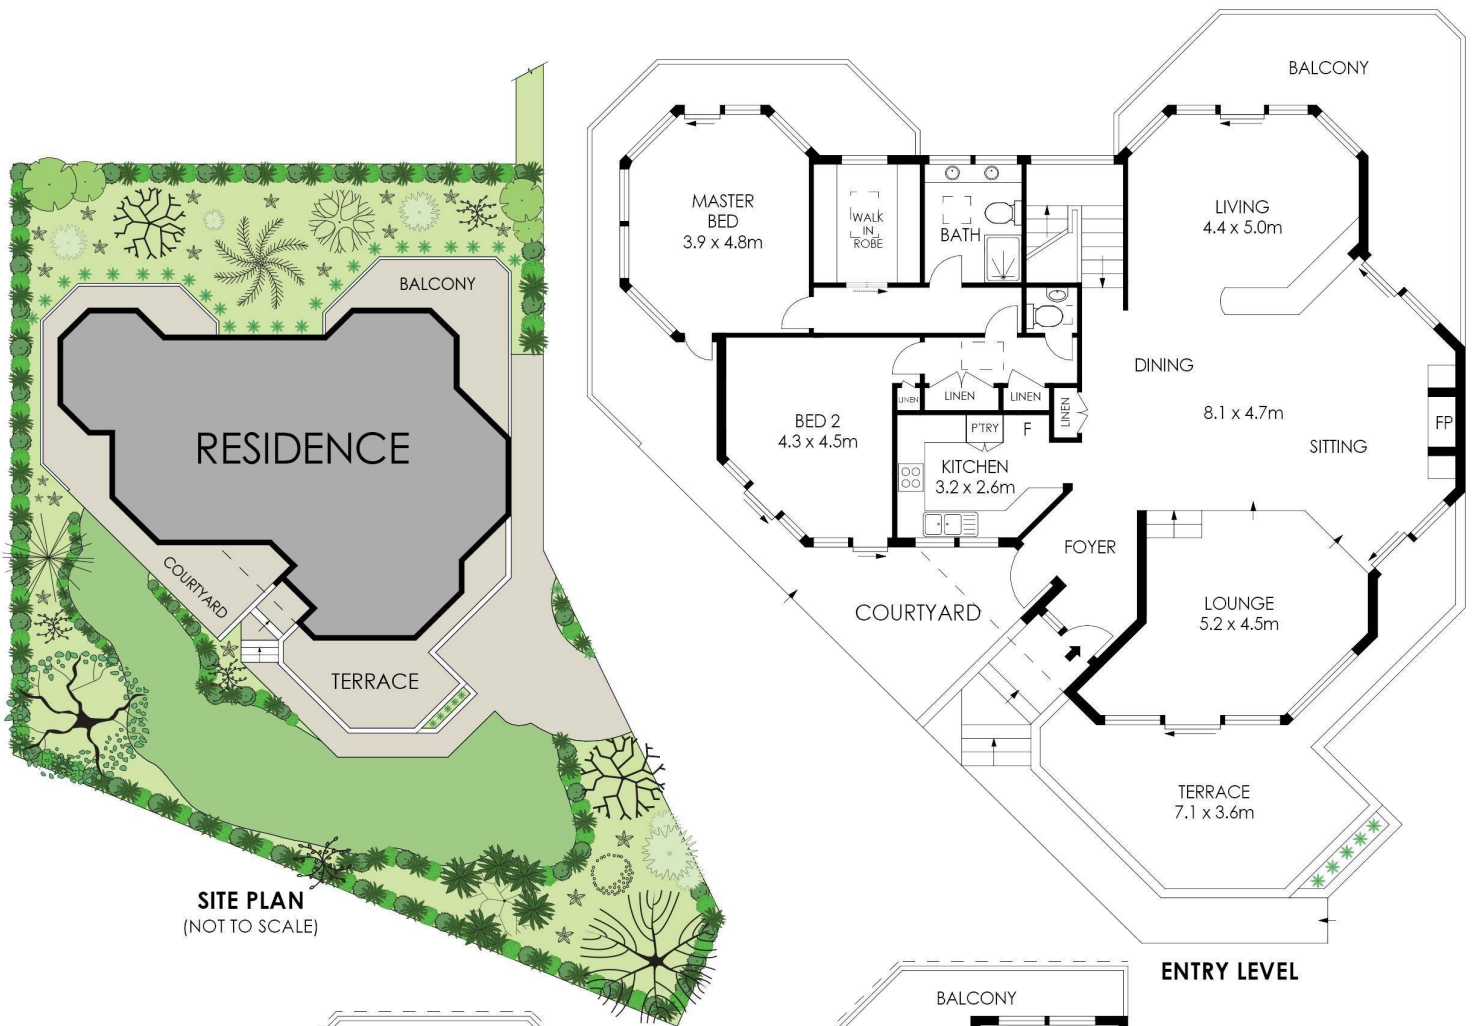 BALCONY
RESIDENCE
COURTYARD
TERRACE
SITE PLAN
(NOT TO SCALE)
BALCONY
MASTER
BED
3.9 x 4.8m
WALK
IN
ROBE
BATH
LIVING
4.4 x 5.0m
DINING
8.1 x 4.7m
SITTING
FP
BED 2
4.3 x 4.5m
LINEN
LINEN
LINEN
LINEN
P'TRY
F
KITCHEN
3.2 x 2.6m
FOYER
COURTYARD
LOUNGE
5.2 x 4.5m
TERRACE
7.1 x 3.6m
ENTRY LEVEL
BALCONY